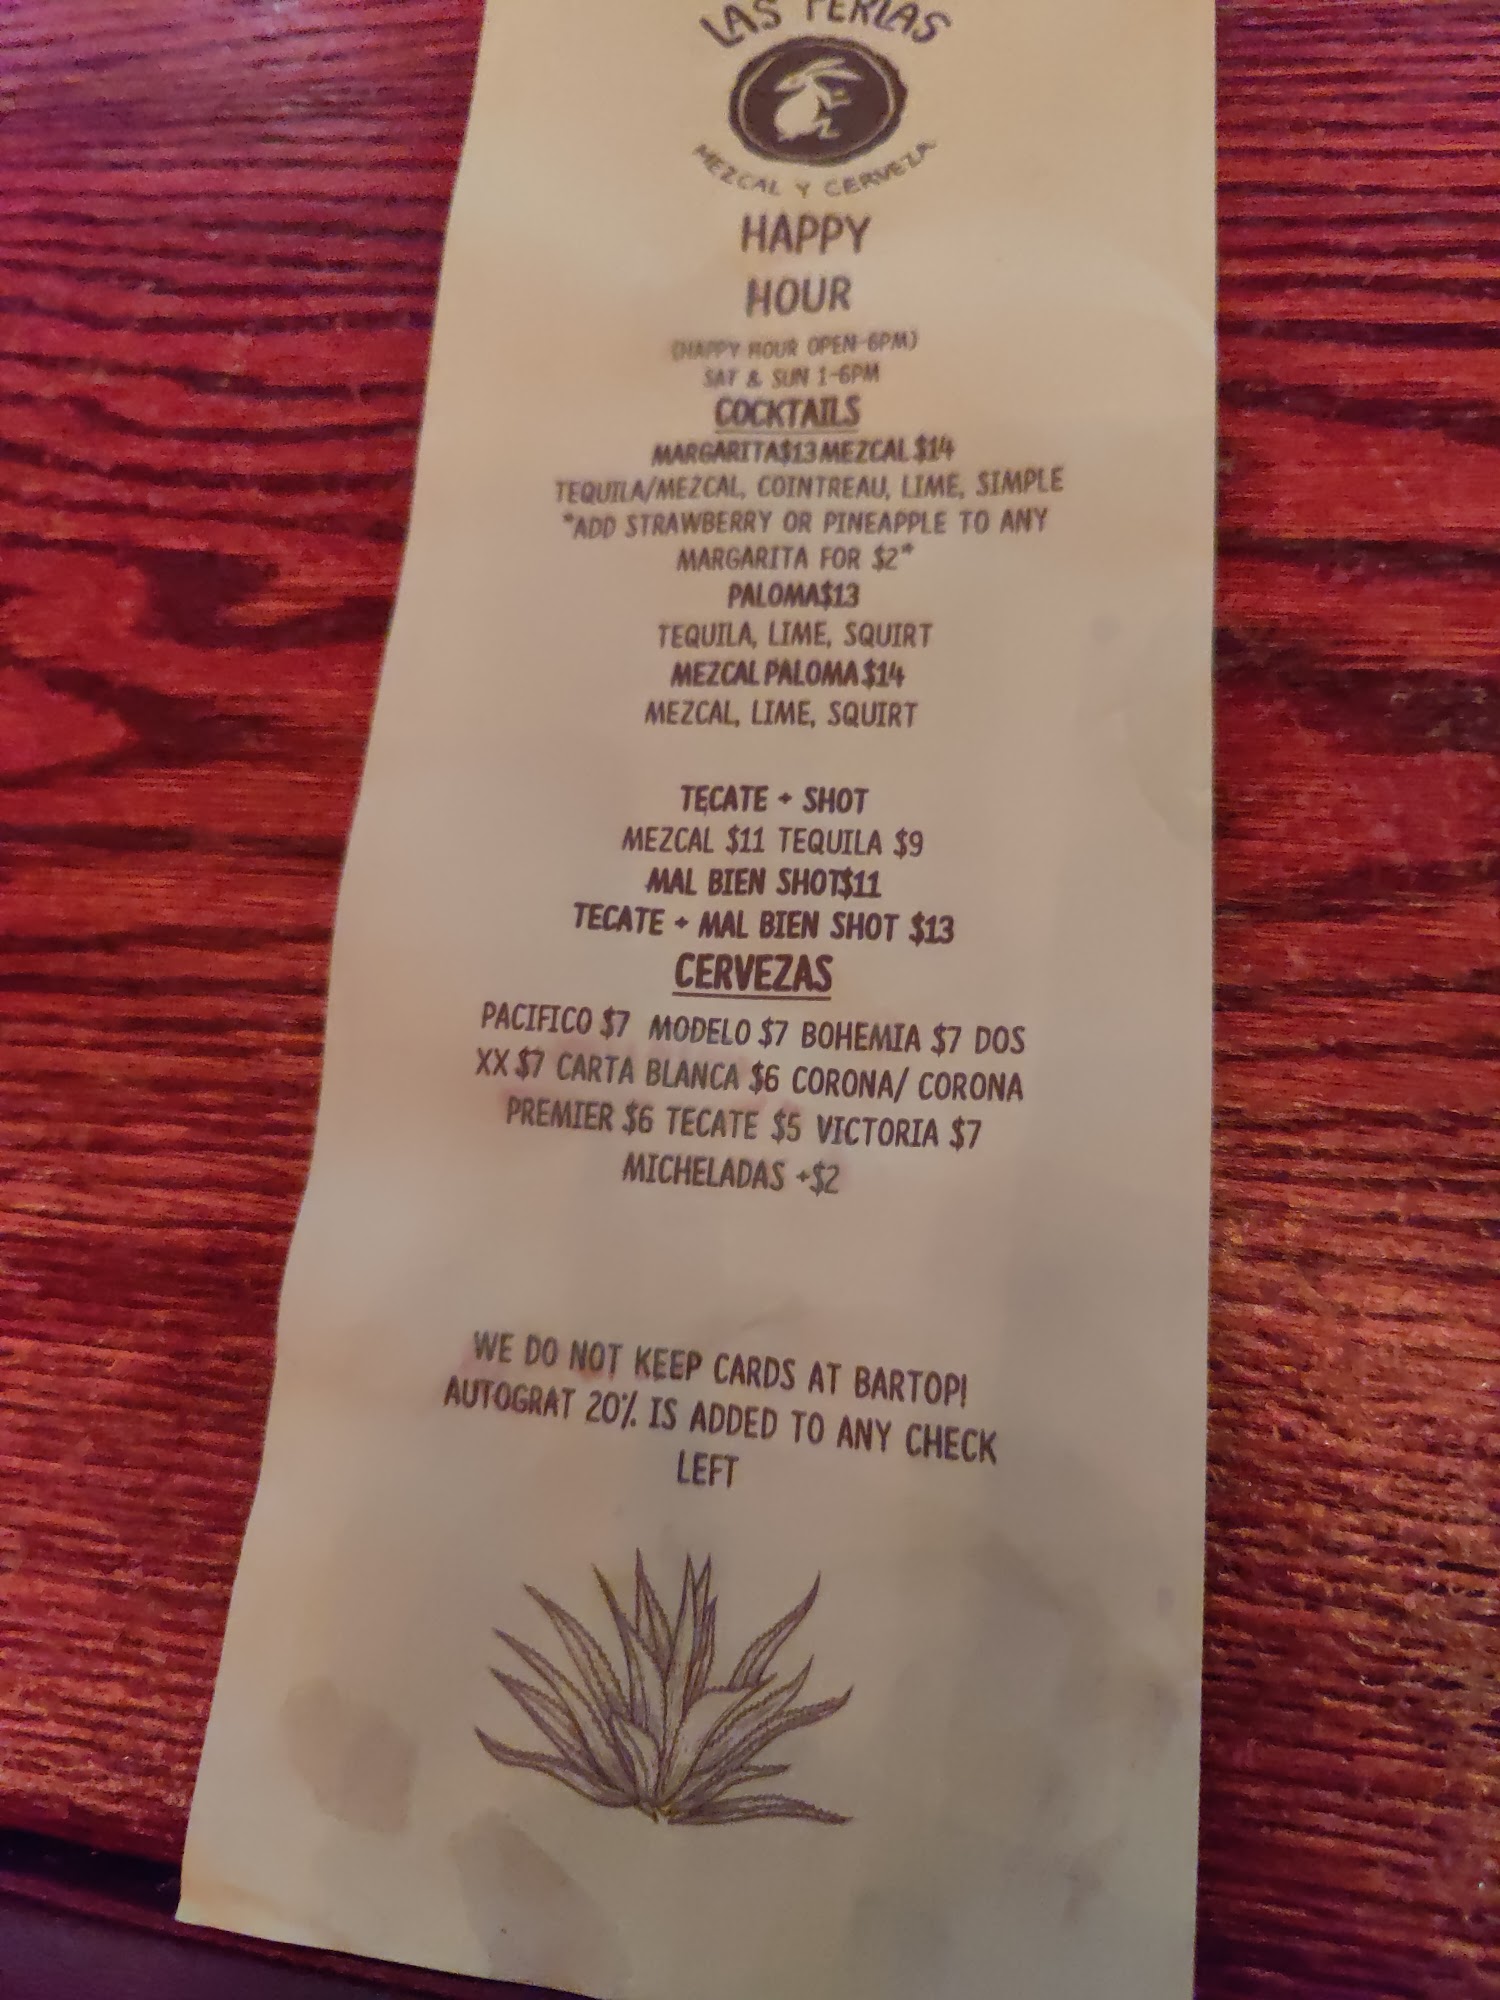 LAS PERLAS
MEZCAL Y CERVEZA
HAPPY
HOUR
(HAPPY HOUR OPEN-6PM)
SAT & SUN 1-6PM
COCKTAILS
MARGARITA$13 MEZCAL $14
TEQUILA/MEZCAL, COINTREAU, LIME, SIMPLE
*ADD STRAWBERRY OR PINEAPPLE TO ANY
MARGARITA FOR $2*
PALOMA$13
TEQUILA, LIME, SQUIRT
MEZCAL PALOMA $14
MEZCAL, LIME, SQUIRT
TECATE + SHOT
MEZCAL $11 TEQUILA $9
MAL BIEN SHOT$11
TECATE + MAL BIEN SHOT $13
CERVEZAS
PACIFICO $7 MODELO $7 BOHEMIA $7 DOS
XX $7 CARTA BLANCA $6 CORONA/ CORONA
PREMIER $6 TECATE $5 VICTORIA $7
MICHELADAS +$2
WE DO NOT KEEP CARDS AT BARTOP!
AUTOGRAT 20% IS ADDED TO ANY CHECK
LEFT